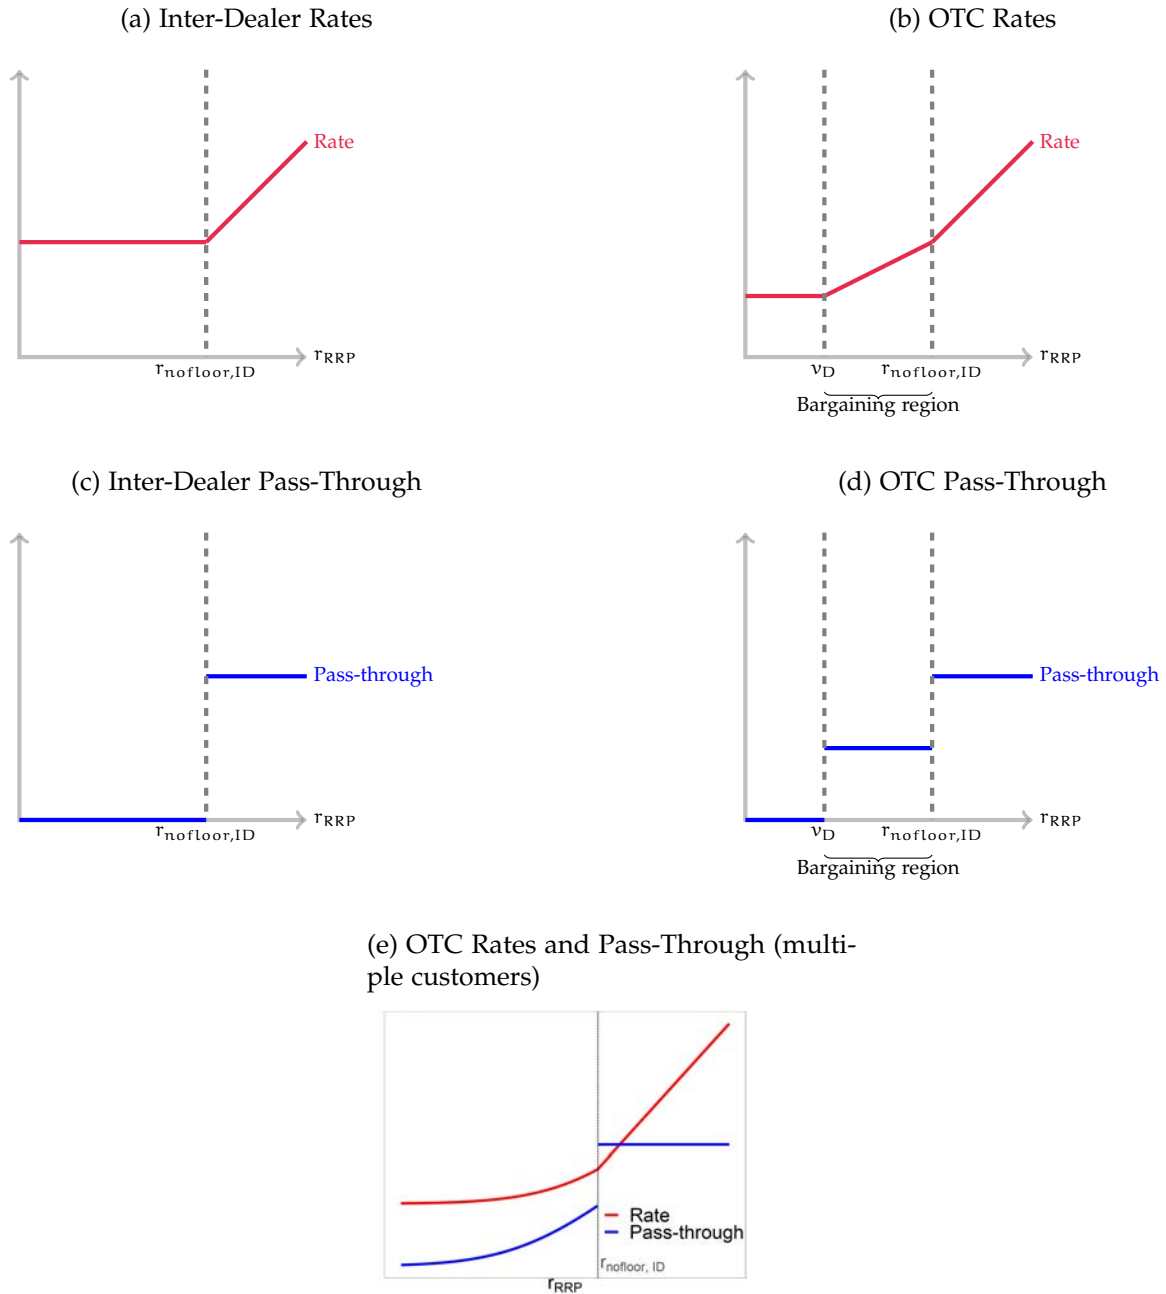 (a) Inter-Dealer Rates
(b) OTC Rates
Rate
r_RRP
r_nofloor,ID
Rate
r_RRP
ν_D
r_nofloor,ID
Bargaining region
(c) Inter-Dealer Pass-Through
(d) OTC Pass-Through
Pass-through
r_RRP
r_nofloor,ID
Pass-through
r_RRP
ν_D
r_nofloor,ID
Bargaining region
(e) OTC Rates and Pass-Through (multi-
ple customers)
Rate
Pass-through
r_nofloor, ID
r_RRP